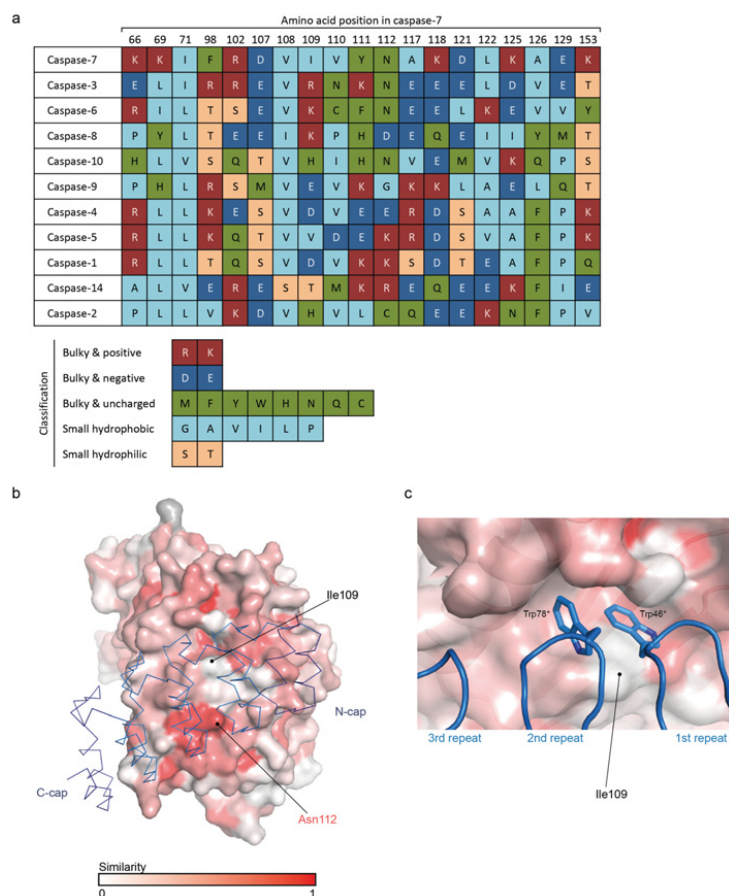 a
Amino acid position in caspase-7
66 69 71 98 102 107 108 109 110 111 112 117 118 121 122 125 126 129 153
Caspase-7 K K I F R D V I V Y N A K D L K A E K
Caspase-3 E L I R R E V R N K N E E E L D V E T
Caspase-6 R I L T S E V K C F N E E L K E V V Y
Caspase-8 P Y L T E E I K P H D E Q E I I Y M T
Caspase-10 H L V S Q T V H I H N V E M V K Q P S
Caspase-9 P H L R S M V E V K G K K L A E L Q T
Caspase-4 R L L K E S V D V E E R D S A A F P K
Caspase-5 R L L K Q T V V D E K R D S V A F P K
Caspase-1 R L L T Q S V D V K K S D T E A F P Q
Caspase-14 A L V E R E S T M K R E Q E E K F I E
Caspase-2 P L L V K D V H V L C Q E E K N F P V
Classification
Bulky & positive R K
Bulky & negative D E
Bulky & uncharged M F Y W H N Q C
Small hydrophobic G A V I L P
Small hydrophilic S T
b
Ile109
N-cap
C-cap
Asn112
Similarity
0 1
c
Trp78* Trp46*
3rd repeat 2nd repeat 1st repeat
Ile109